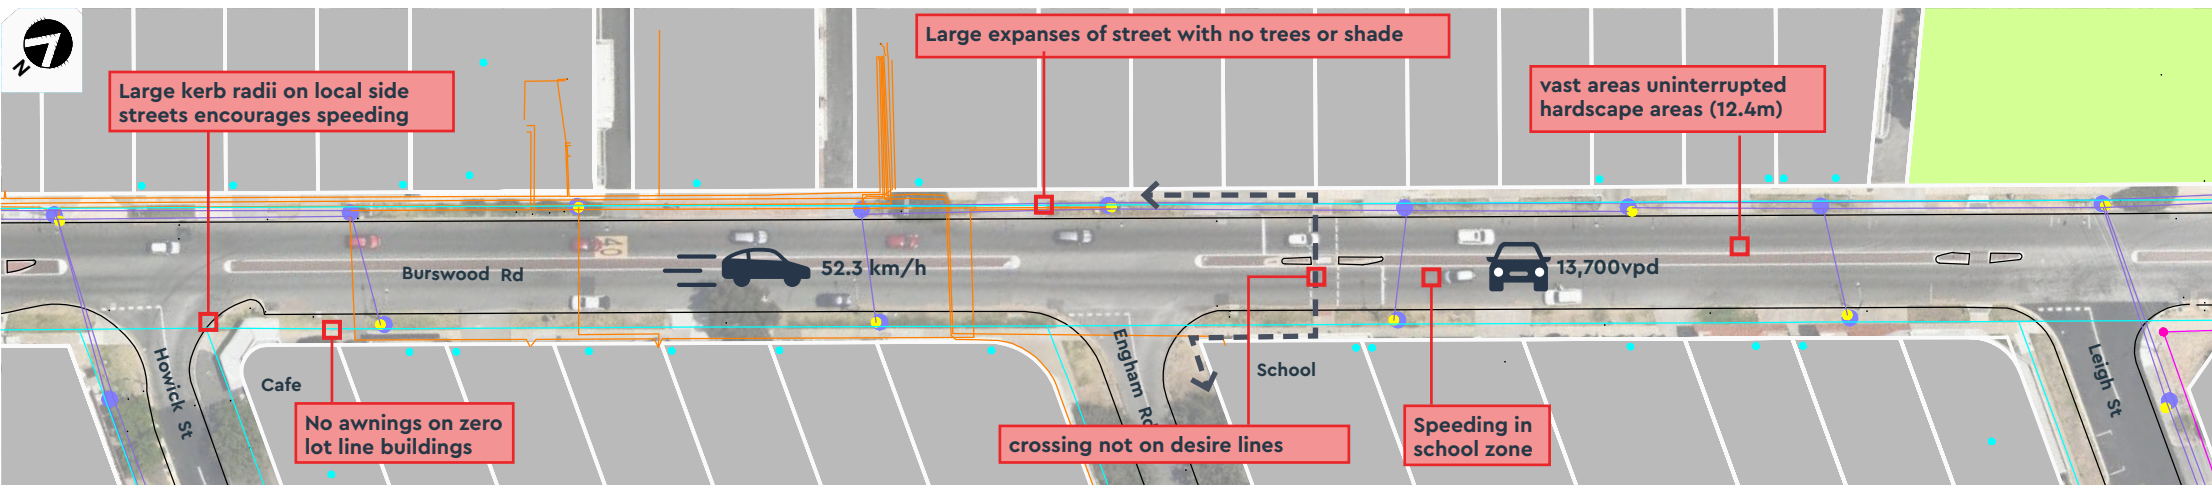 N
Large expanses of street with no trees or shade
Large kerb radii on local side
streets encourages speeding
vast areas uninterrupted
hardscape areas (12.4m)
40
Burswood Rd
52.3 km/h
13,700vpd
Howick St
Cafe
No awnings on zero
lot line buildings
Engham Rd
School
crossing not on desire lines
Speeding in
school zone
Leigh St